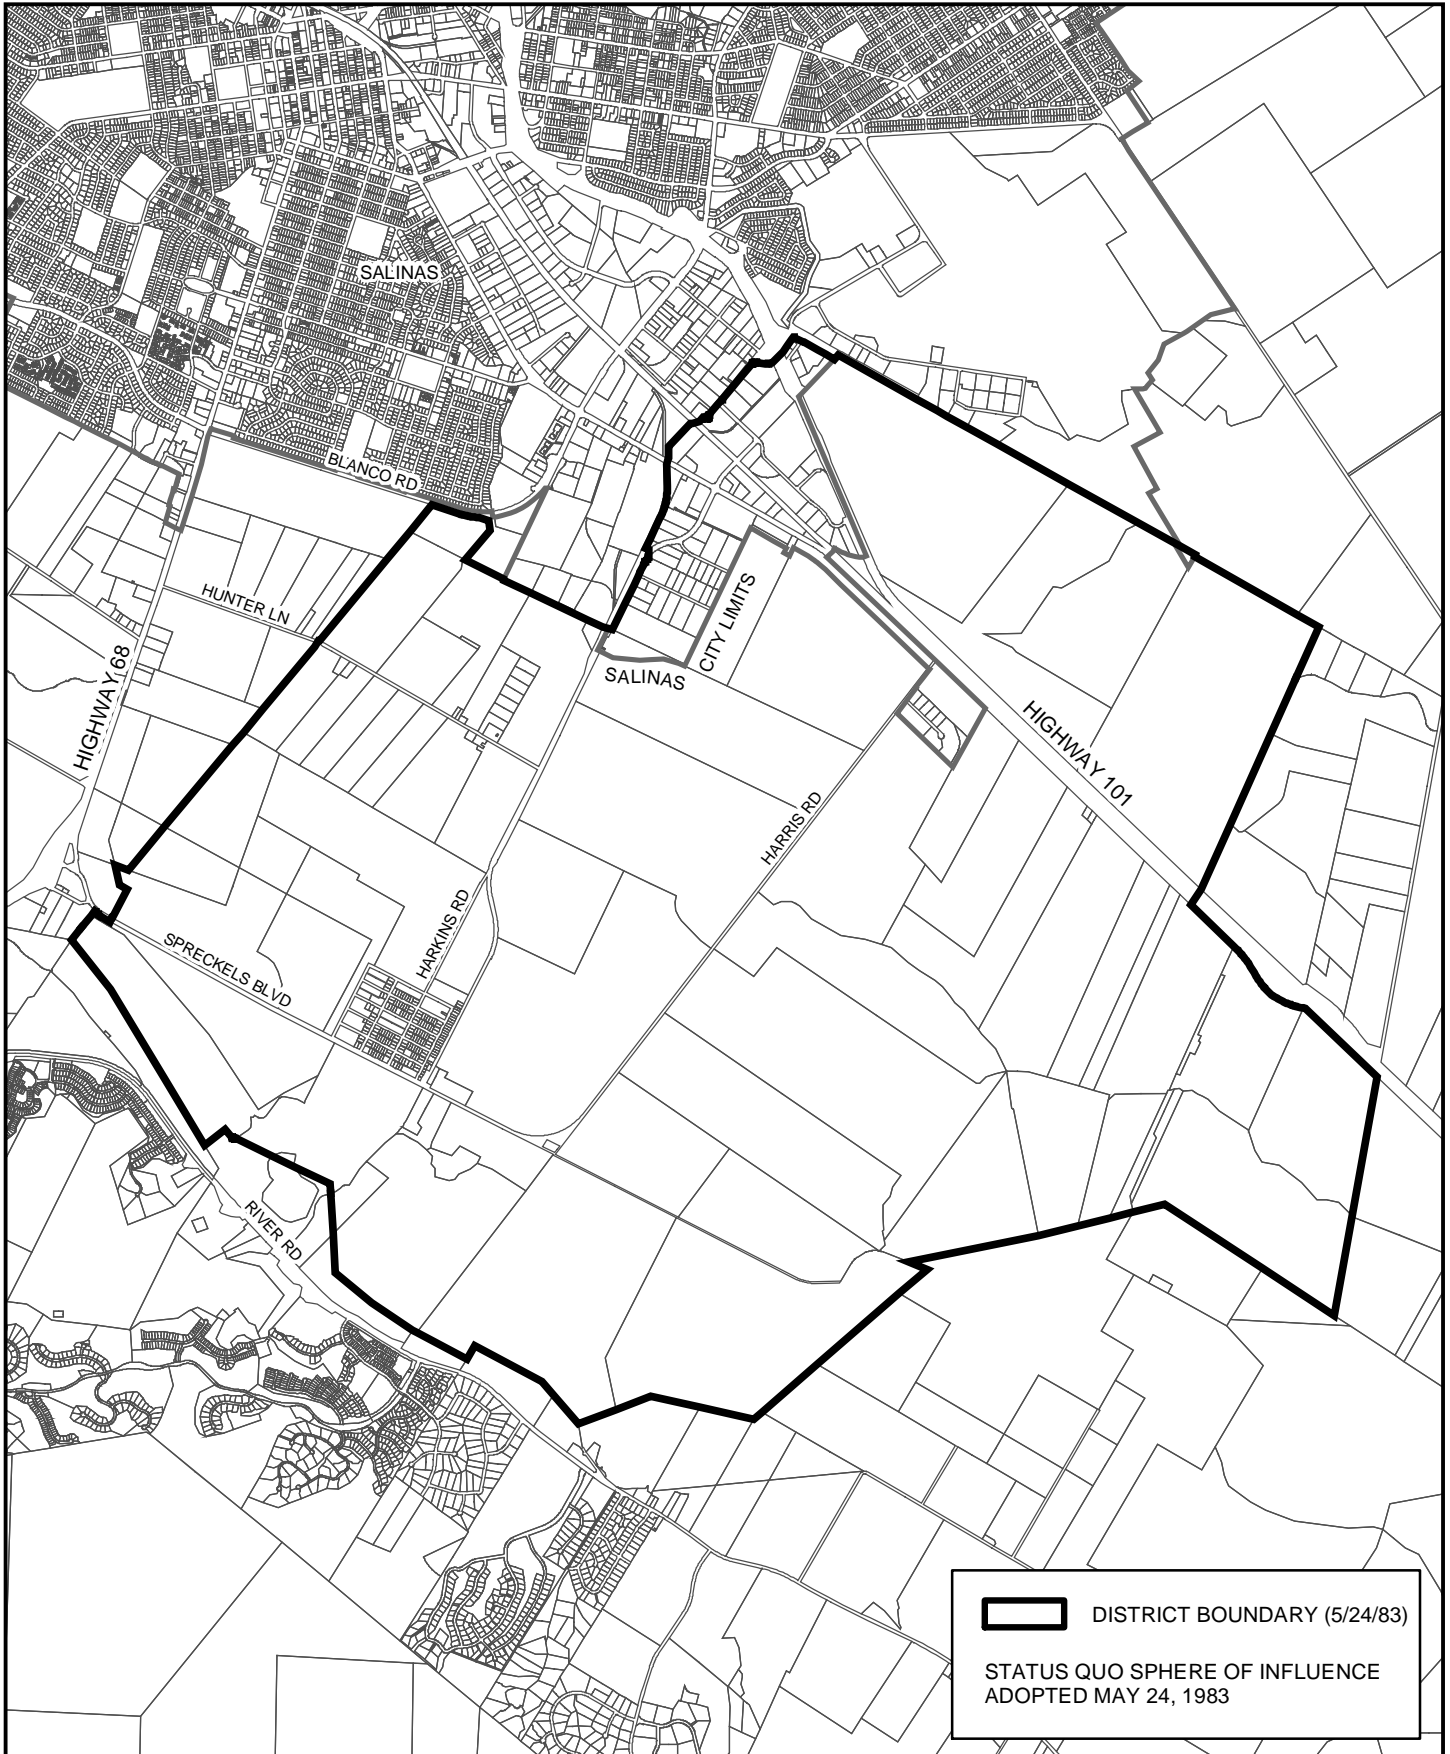 SALINAS
BLANCO RD
HUNTER LN
CITY LIMITS
SALINAS
HIGHWAY 68
HIGHWAY 101
HARRIS RD
HARKINS RD
SPRECKELS BLVD
RIVER RD
DISTRICT BOUNDARY (5/24/83)
STATUS QUO SPHERE OF INFLUENCE
ADOPTED MAY 24, 1983